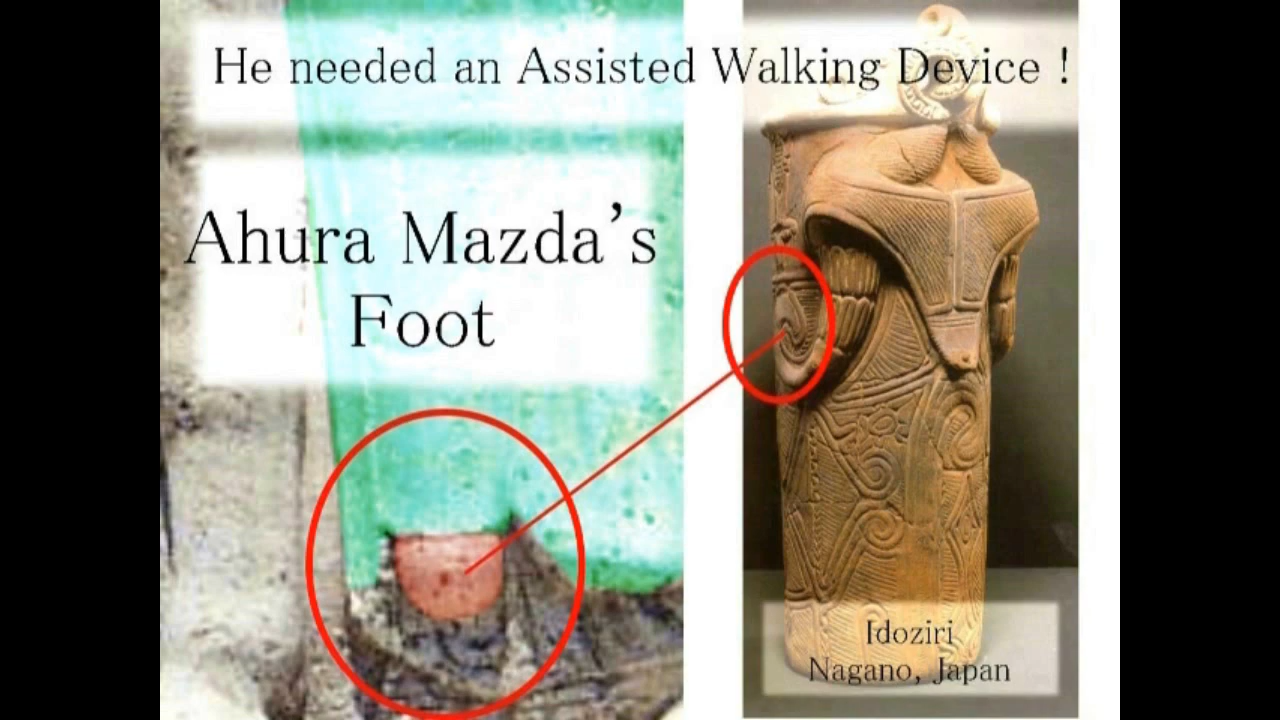 He needed an Assisted Walking Device !
Ahura Mazda's
Foot
Idoziri
Nagano, Japan